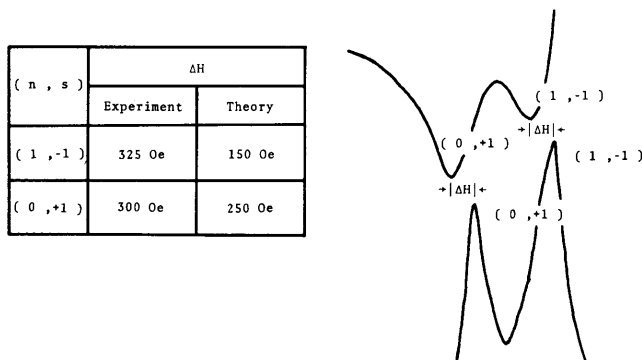 ( n , s )
ΔH
Experiment Theory
( 1 ,-1 ) 325 Oe 150 Oe
( 0 ,+1 ) 300 Oe 250 Oe
( 1 ,-1 )
( 0 ,+1 )
ΔH
( 1 ,-1 )
ΔH
( 0 ,+1 )